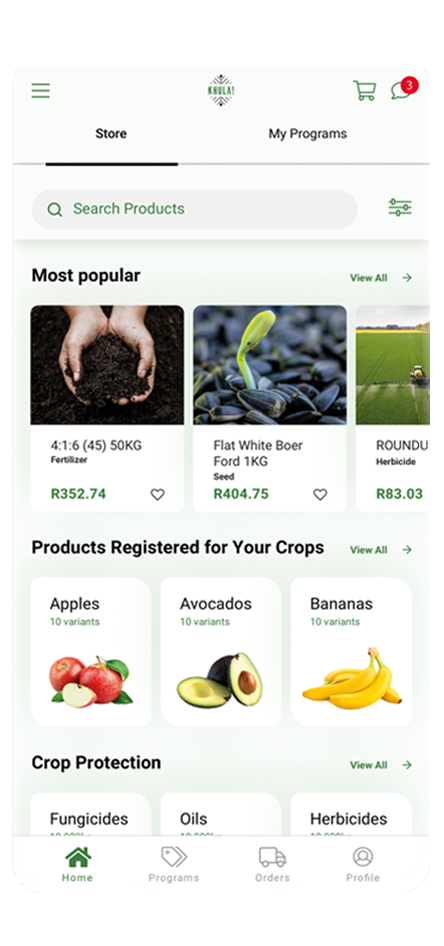 KHULA!
3
Store
My Programs
Search Products
Most popular
View All
4:1:6 (45) 50KG
Fertilizer
R352.74
Flat White Boer
Ford 1KG
Seed
R404.75
ROUNDU
Herbicide
R83.03
Products Registered for Your Crops
View All
Apples
10 variants
Avocados
10 variants
Bananas
10 variants
Crop Protection
View All
Fungicides
Oils
Herbicides
Home
Programs
Orders
Profile